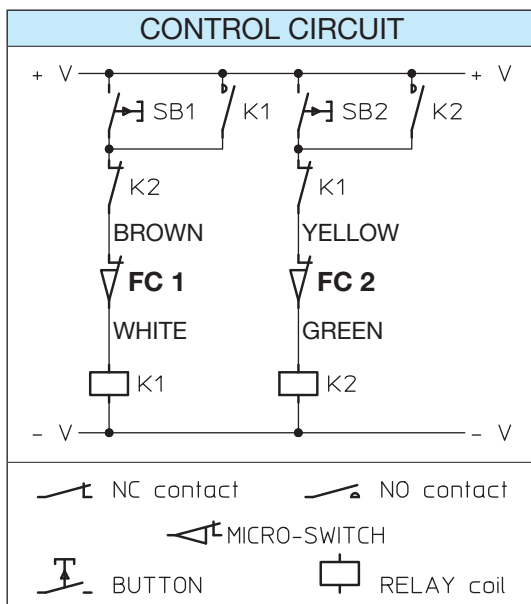 CONTROL CIRCUIT
+ V + V
SB1 K1 SB2 K2
K2 K1
BROWN YELLOW
FC 1 FC 2
WHITE GREEN
K1 K2
– V – V
NC contact NO contact
MICRO-SWITCH
BUTTON RELAY coil